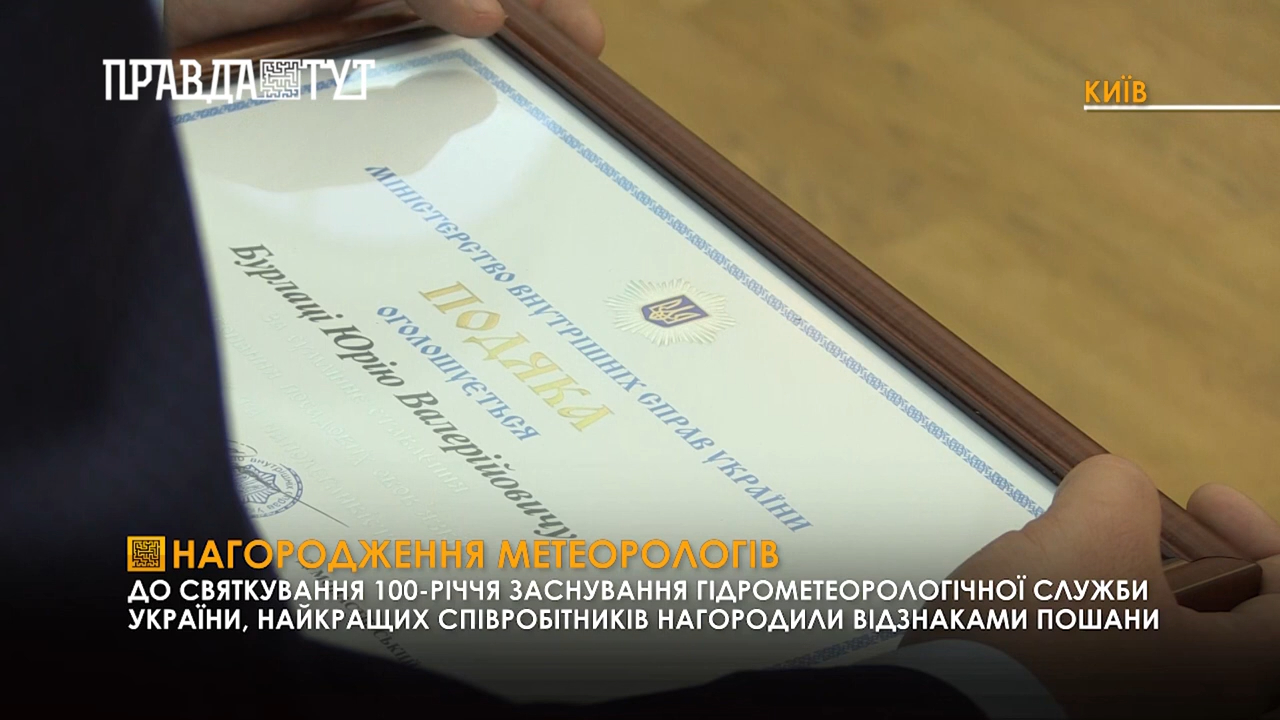 ПРАВДА ТУТ
КИЇВ
МІНІСТЕРСТВО ВНУТРІШНІХ СПРАВ УКРАЇНИ
ПОДЯКА
ОГОЛОШУЄТЬСЯ
Бурлаці Юрію Валерійовичу
НАГОРОДЖЕННЯ МЕТЕОРОЛОГІВ
ДО СВЯТКУВАННЯ 100-РІЧЧЯ ЗАСНУВАННЯ ГІДРОМЕТЕОРОЛОГІЧНОЇ СЛУЖБИ
УКРАЇНИ, НАЙКРАЩИХ СПІВРОБІТНИКІВ НАГОРОДИЛИ ВІДЗНАКАМИ ПОШАНИ